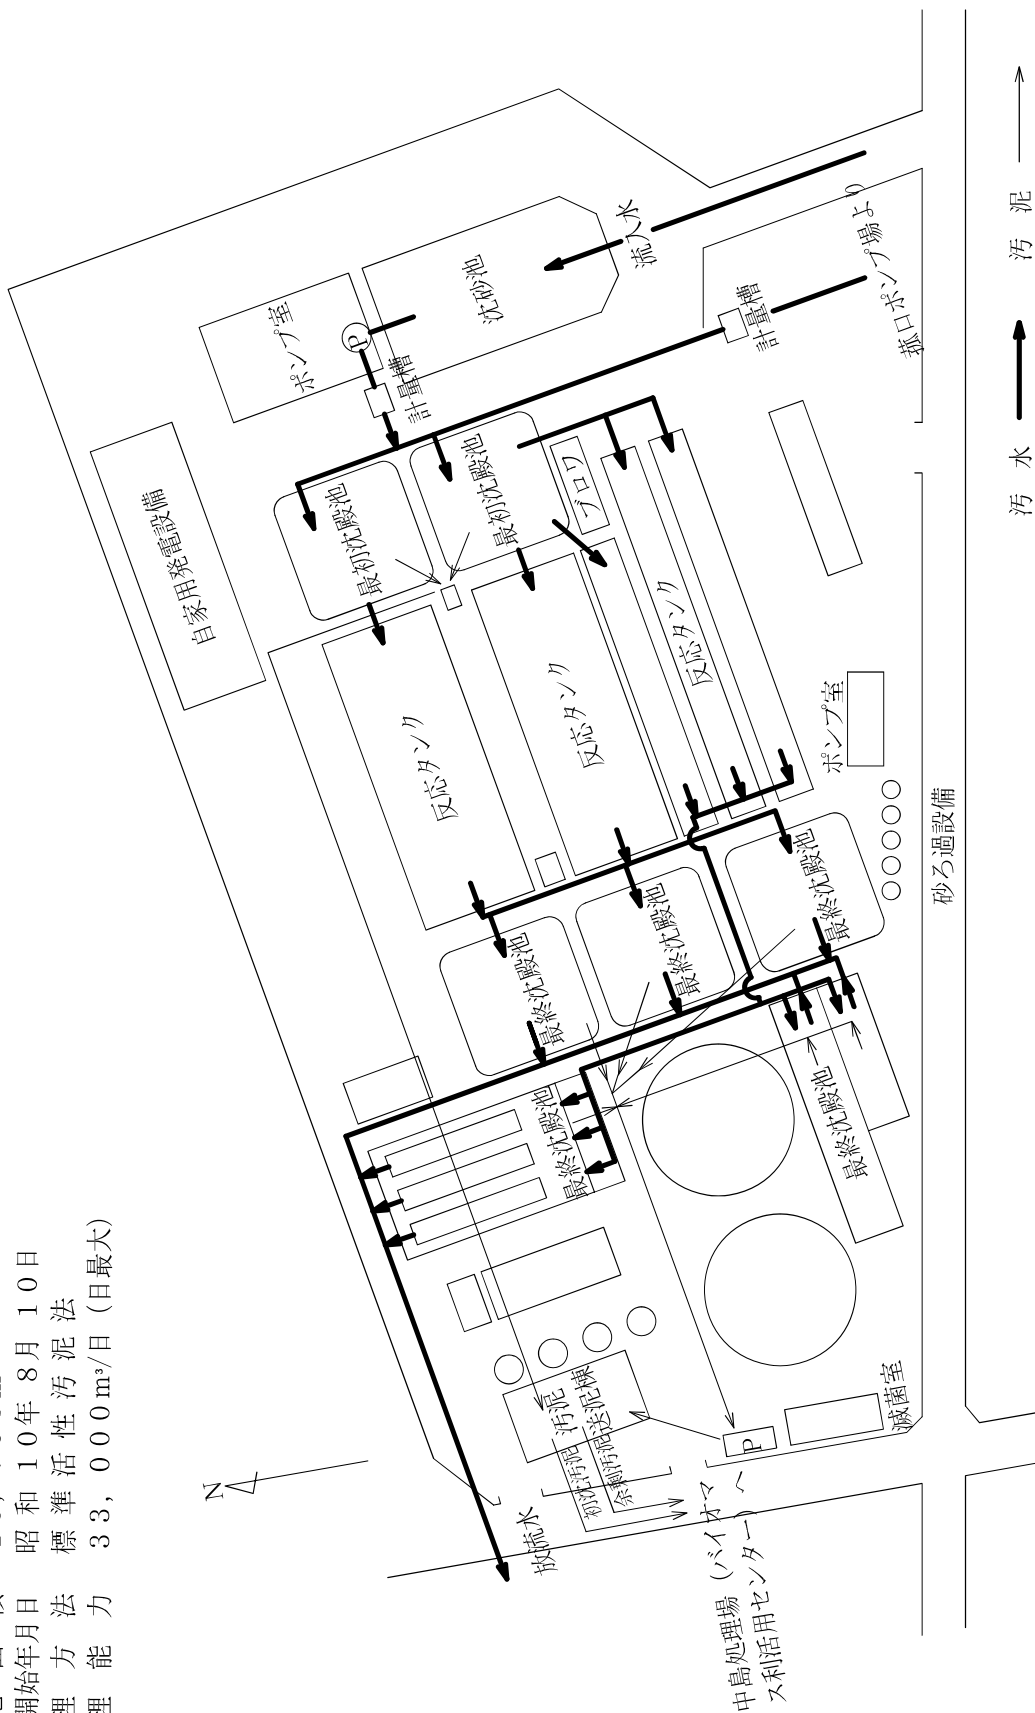 開始年月日 昭和 １０年 ８月 １０日
理 方 法 標 準 活 性 汚 泥 法
理 能 力 ３３，０００㎥/日（日最大）
N
自家用発電設備
ポンプ室
P
沈砂池
計量槽
流入水
計量槽
菰口ポンプ場より
最初沈殿池
最初沈殿池
ブロワ
反応タンク
反応タンク
反応タンク
ポンプ室
砂ろ過設備
最終沈殿池
最終沈殿池
最終沈殿池
最終沈殿池
最終沈殿池
汚泥
汚泥送泥棟
初沈汚泥
余剰汚泥
P
滅菌室
放流水
中島処理場（バイオマ
ス利活用センター）へ
汚 水
汚 泥